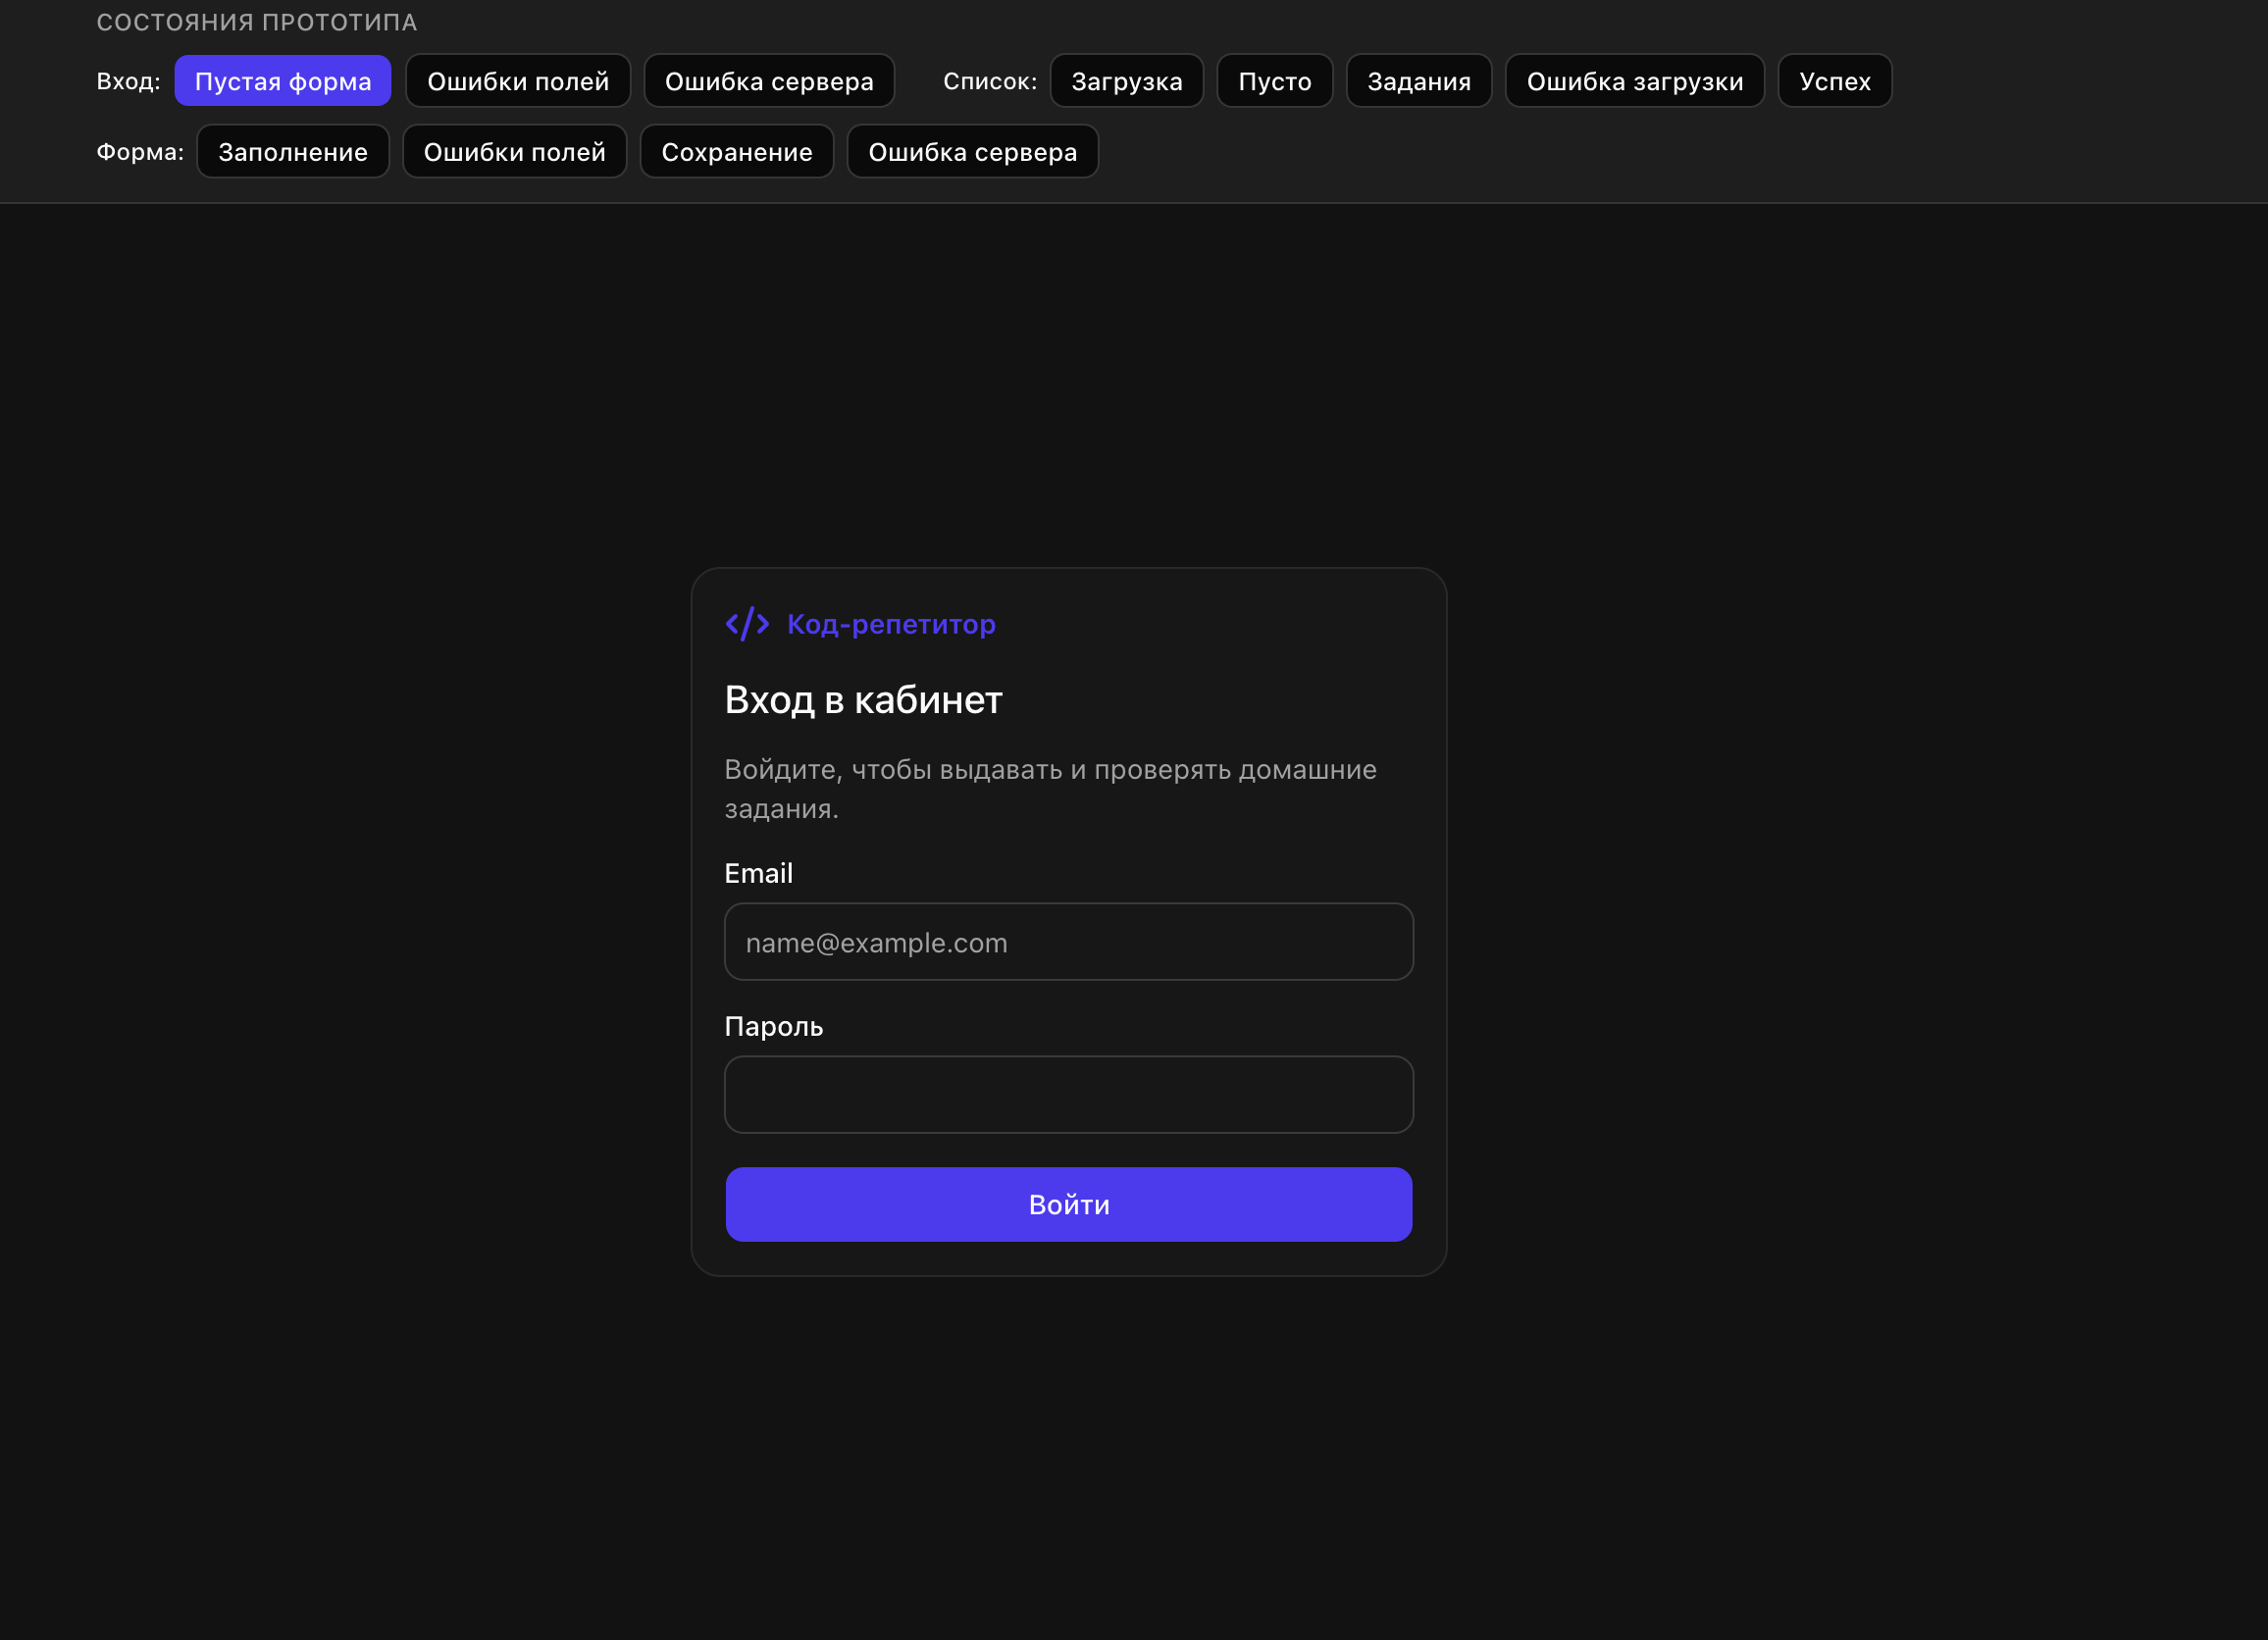 СОСТОЯНИЯ ПРОТОТИПА
Вход: Пустая форма Ошибки полей Ошибка сервера Список: Загрузка Пусто Задания Ошибка загрузки Успех
Форма: Заполнение Ошибки полей Сохранение Ошибка сервера
Код-репетитор
Вход в кабинет
Войдите, чтобы выдавать и проверять домашние
задания.
Email
name@example.com
Пароль
Войти